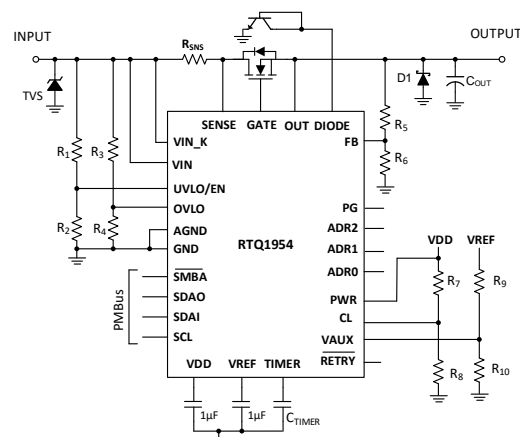 INPUT
OUTPUT
RSNS
TVS
D1
COUT
SENSE GATE OUT DIODE
VIN_K
VIN
UVLO/EN
OVLO
AGND
GND
SMBA
SDAO
SDAI
SCL
PMBus
RTQ1954
FB
PG
ADR2
ADR1
ADR0
PWR
CL
VAUX
RETRY
VDD VREF TIMER
R1
R3
R2
R4
R5
R6
VDD VREF
R7
R9
R8
R10
1µF
1µF
CTIMER